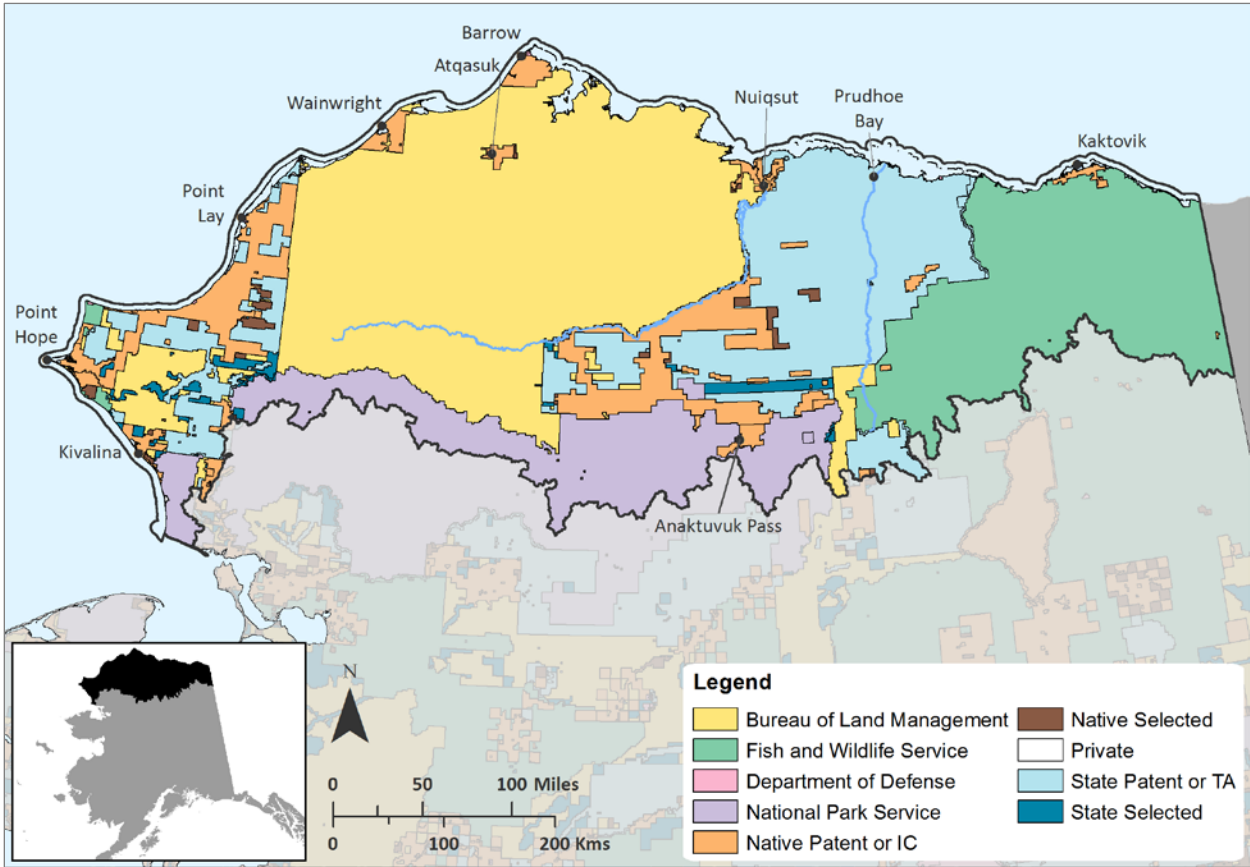 Barrow
Atqasuk
Wainwright
Nuiqsut
Prudhoe
Bay
Kaktovik
Point
Lay
Point
Hope
Kivalina
Anaktuvuk Pass
N
0 50 100 Miles
0 100 200 Kms
Legend
Bureau of Land Management
Fish and Wildlife Service
Department of Defense
National Park Service
Native Patent or IC
Native Selected
Private
State Patent or TA
State Selected